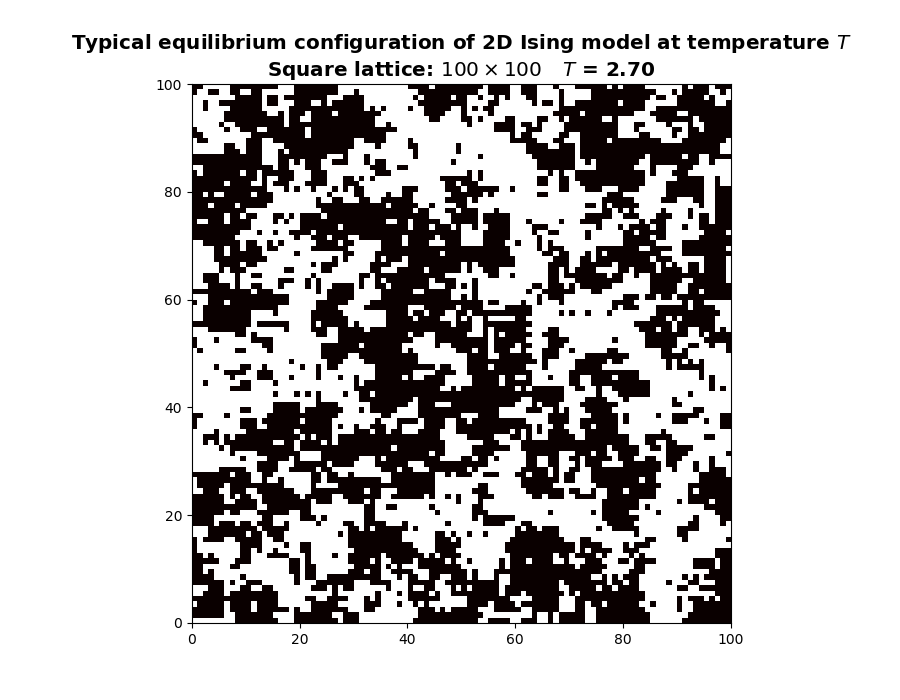 Typical equilibrium configuration of 2D Ising model at temperature T
Square lattice: 100 × 100 T = 2.70
100
80
60
40
20
0
0 20 40 60 80 100